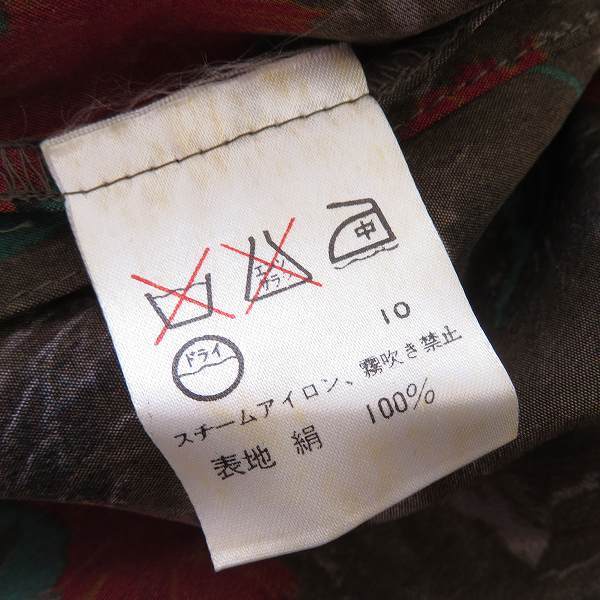 エンソ
サラシ
中
ドライ
10
スチームアイロン、霧吹き禁止
表地 絹 100%